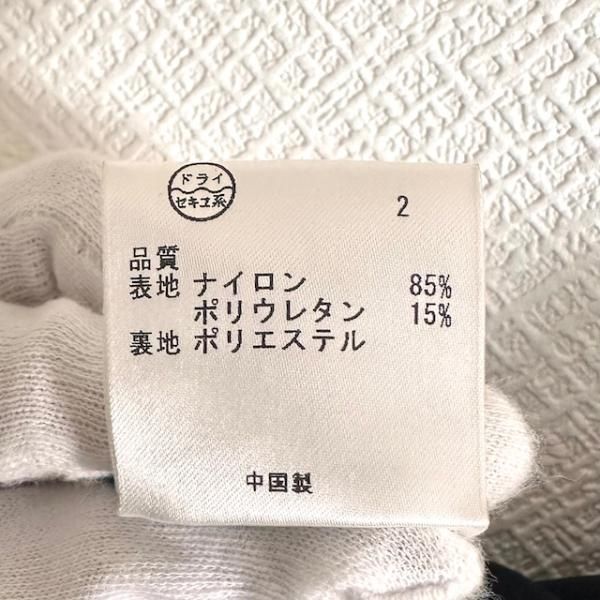 ドライ
セキユ系
2
品質
表地 ナイロン 85%
ポリウレタン 15%
裏地 ポリエステル
中国製